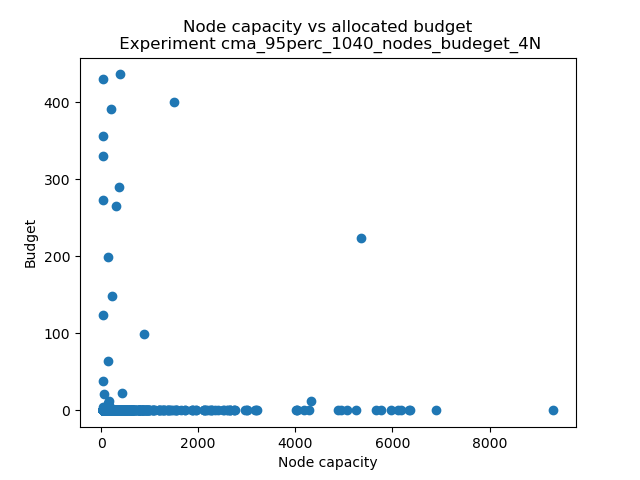 Node capacity vs allocated budget
Experiment cma_95perc_1040_nodes_budeget_4N
400
300
200
100
0
Budget
0 2000 4000 6000 8000
Node capacity